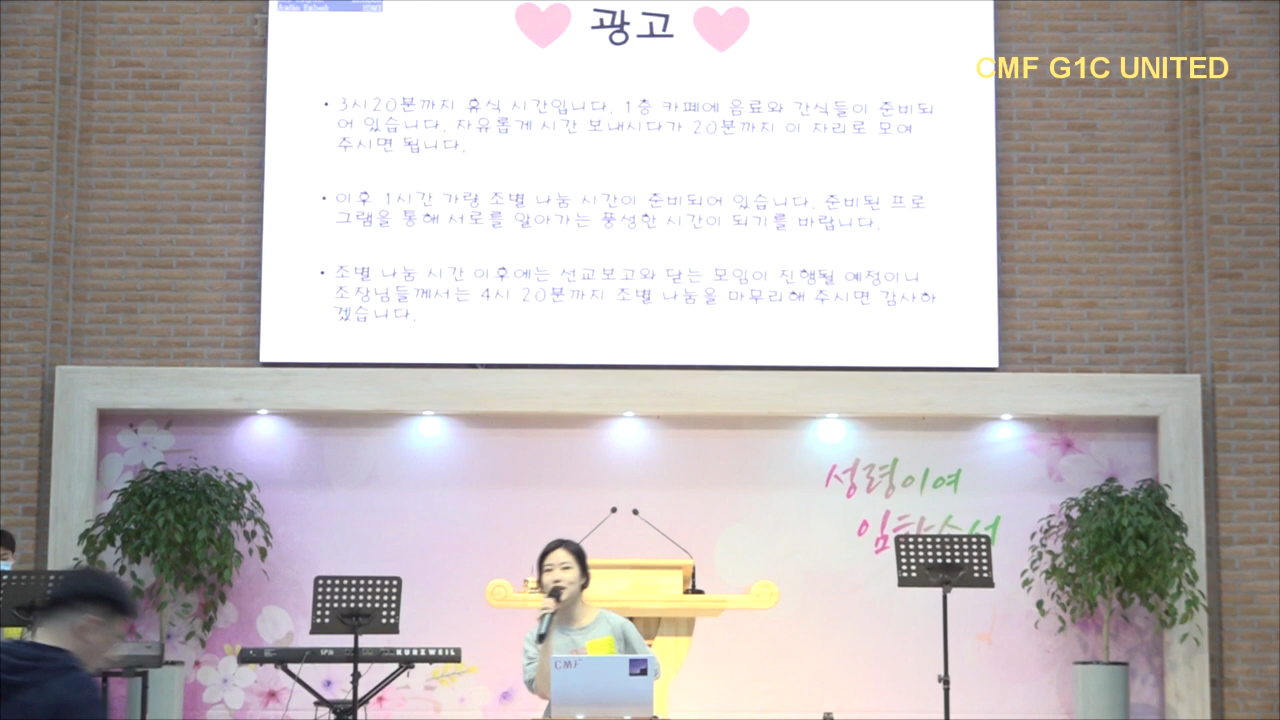 광고
CMF G1C UNITED
• 3시20분까지 휴식 시간입니다. 1층 카페에 음료와 간식들이 준비되
어 있습니다. 자유롭게 시간 보내시다가 20분까지 이 자리로 모여
주시면 됩니다.
• 이후 1시간 가량 조별 나눔 시간이 준비되어 있습니다. 준비된 프로
그램을 통해 서로를 알아가는 풍성한 시간이 되기를 바랍니다.
• 조별 나눔 시간 이후에는 선교보고와 닫는 모임이 진행될 예정이니
조장님들께서는 4시 20분까지 조별 나눔을 마무리해 주시면 감사하
겠습니다.
성령이여
KURZWEIL
CMF